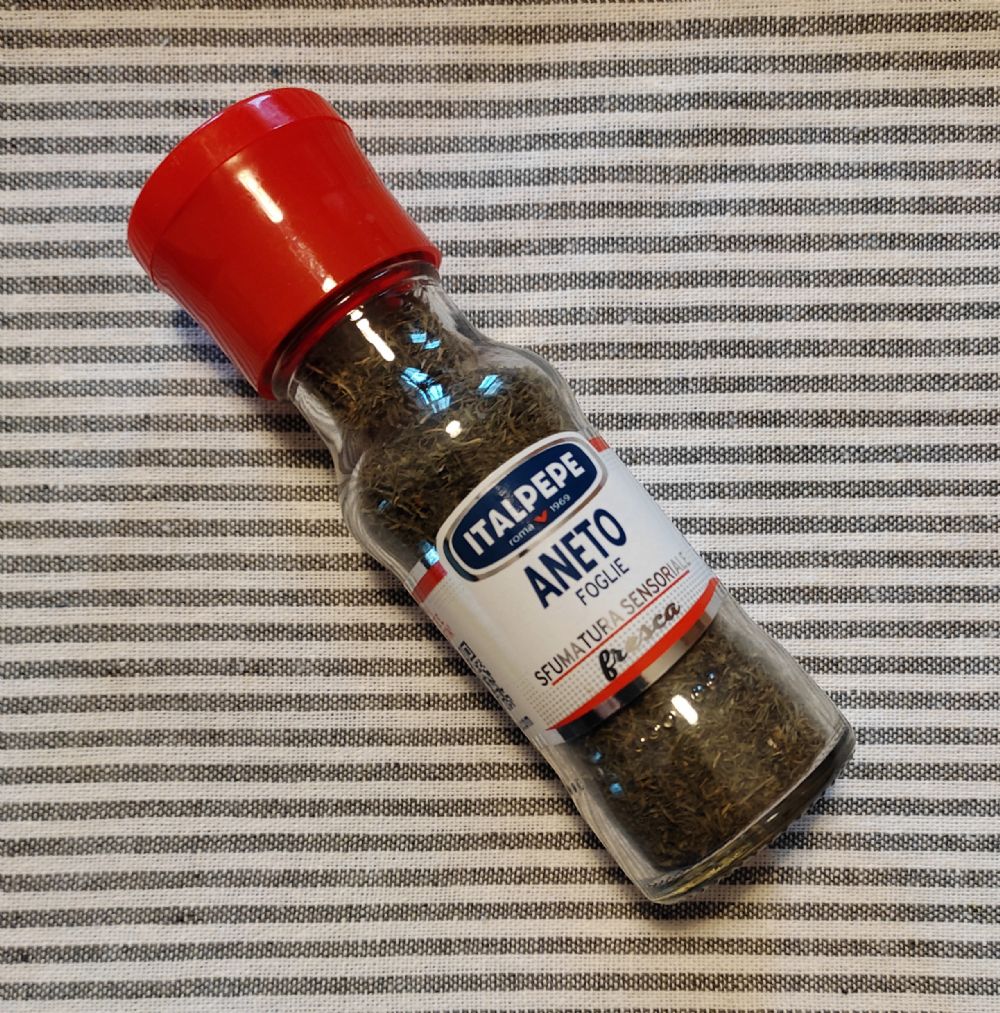 ITALPEPE
roma 1969
ANETO
FOGLIE
SFUMATURA SENSORIALE
fresca